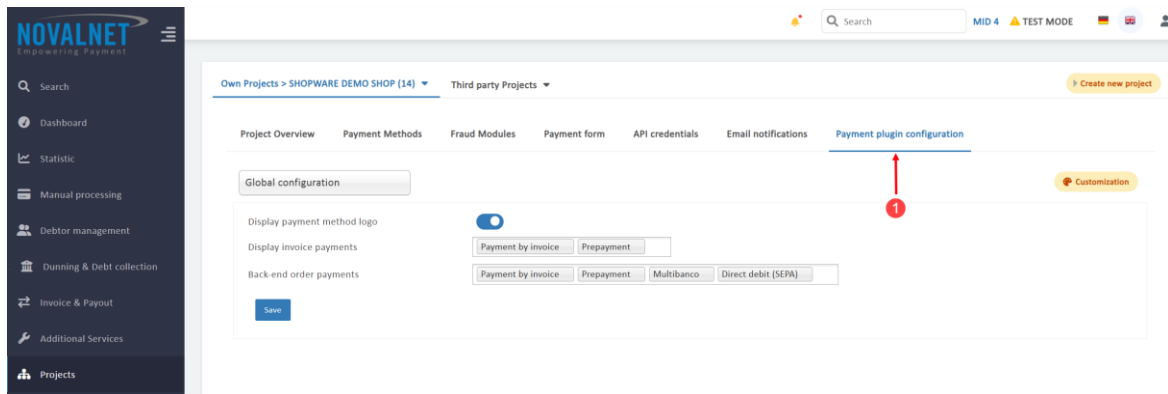 NOVALNET
Empowering Payment
Search
MID 4
TEST MODE
Search
Dashboard
Statistic
Manual processing
Debtor management
Dunning & Debt collection
Invoice & Payout
Additional Services
Projects
Own Projects > SHOPWARE DEMO SHOP (14)
Third party Projects
Create new project
Project Overview
Payment Methods
Fraud Modules
Payment form
API credentials
Email notifications
Payment plugin configuration
1
Global configuration
Customization
Display payment method logo
Display invoice payments
Payment by invoice
Prepayment
Back-end order payments
Payment by invoice
Prepayment
Multibanco
Direct debit (SEPA)
Save